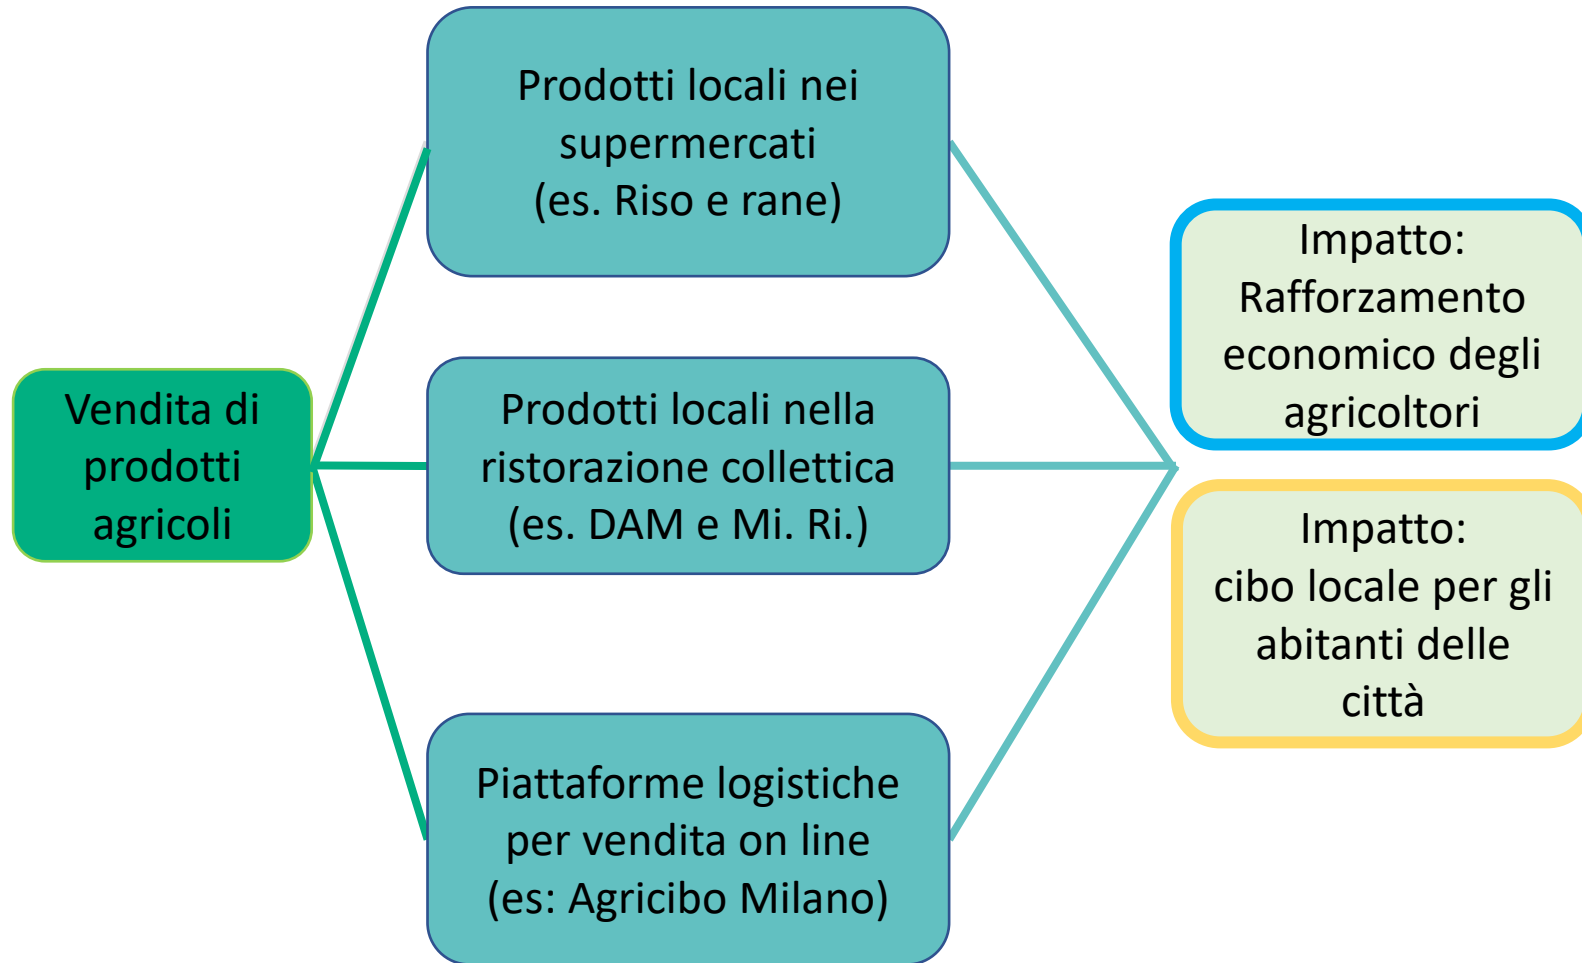 Prodotti locali nei
supermercati
(es. Riso e rane)
Vendita di
prodotti
agricoli
Prodotti locali nella
ristorazione collettica
(es. DAM e Mi. Ri.)
Piattaforme logistiche
per vendita on line
(es: Agricibo Milano)
Impatto:
Rafforzamento
economico degli
agricoltori
Impatto:
cibo locale per gli
abitanti delle
città